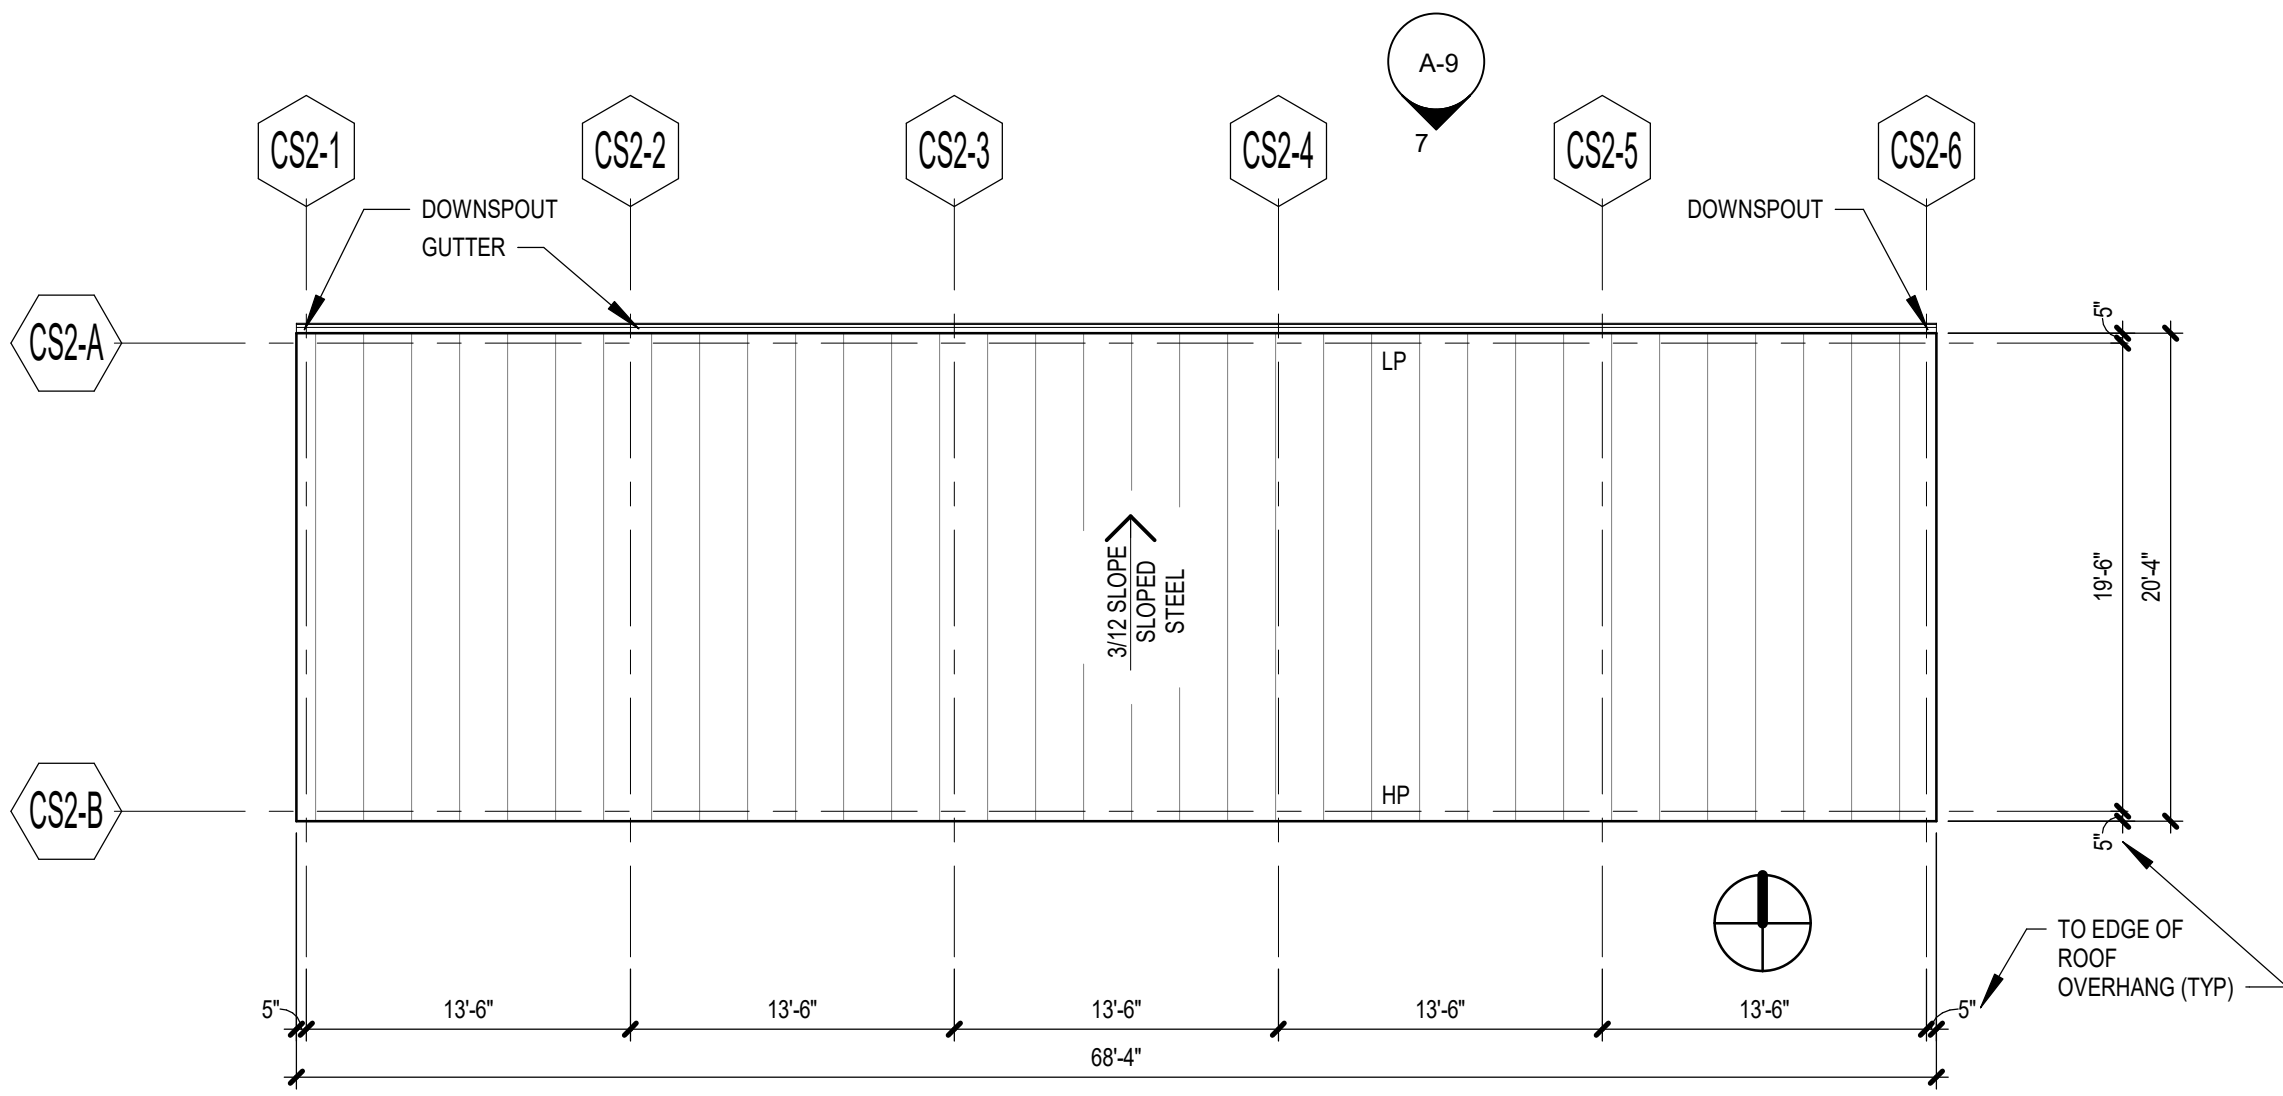 A-9
7
CS2-1
CS2-2
CS2-3
CS2-4
CS2-5
CS2-6
DOWNSPOUT
GUTTER
DOWNSPOUT
CS2-A
5"
LP
3/12 SLOPE
SLOPED
STEEL
19'-6"
20'-4"
CS2-B
HP
5"
TO EDGE OF
ROOF
OVERHANG (TYP)
5"
13'-6"
13'-6"
13'-6"
13'-6"
13'-6"
5"
68'-4"